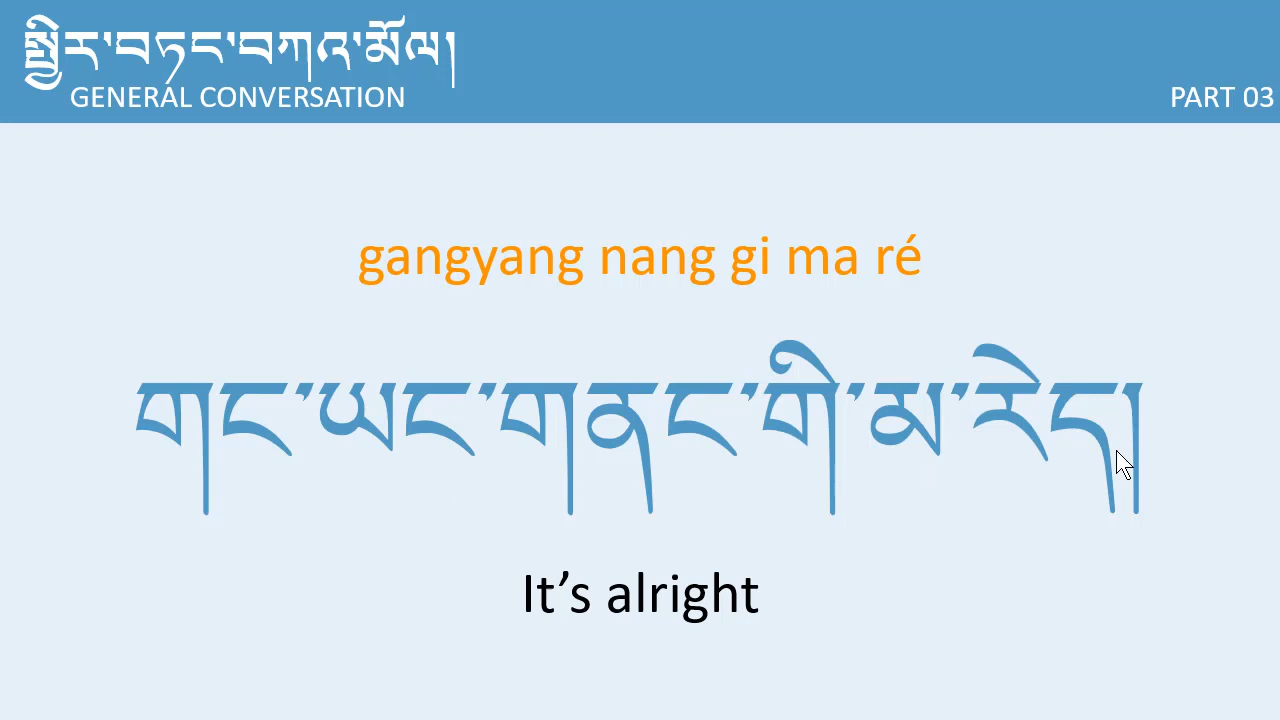 སྤྱིར་བཏང་བཀའ་མོལ།
GENERAL CONVERSATION
PART 03
gangyang nang gi ma ré
གང་ཡང་གནང་གི་མ་རེད།
It’s alright